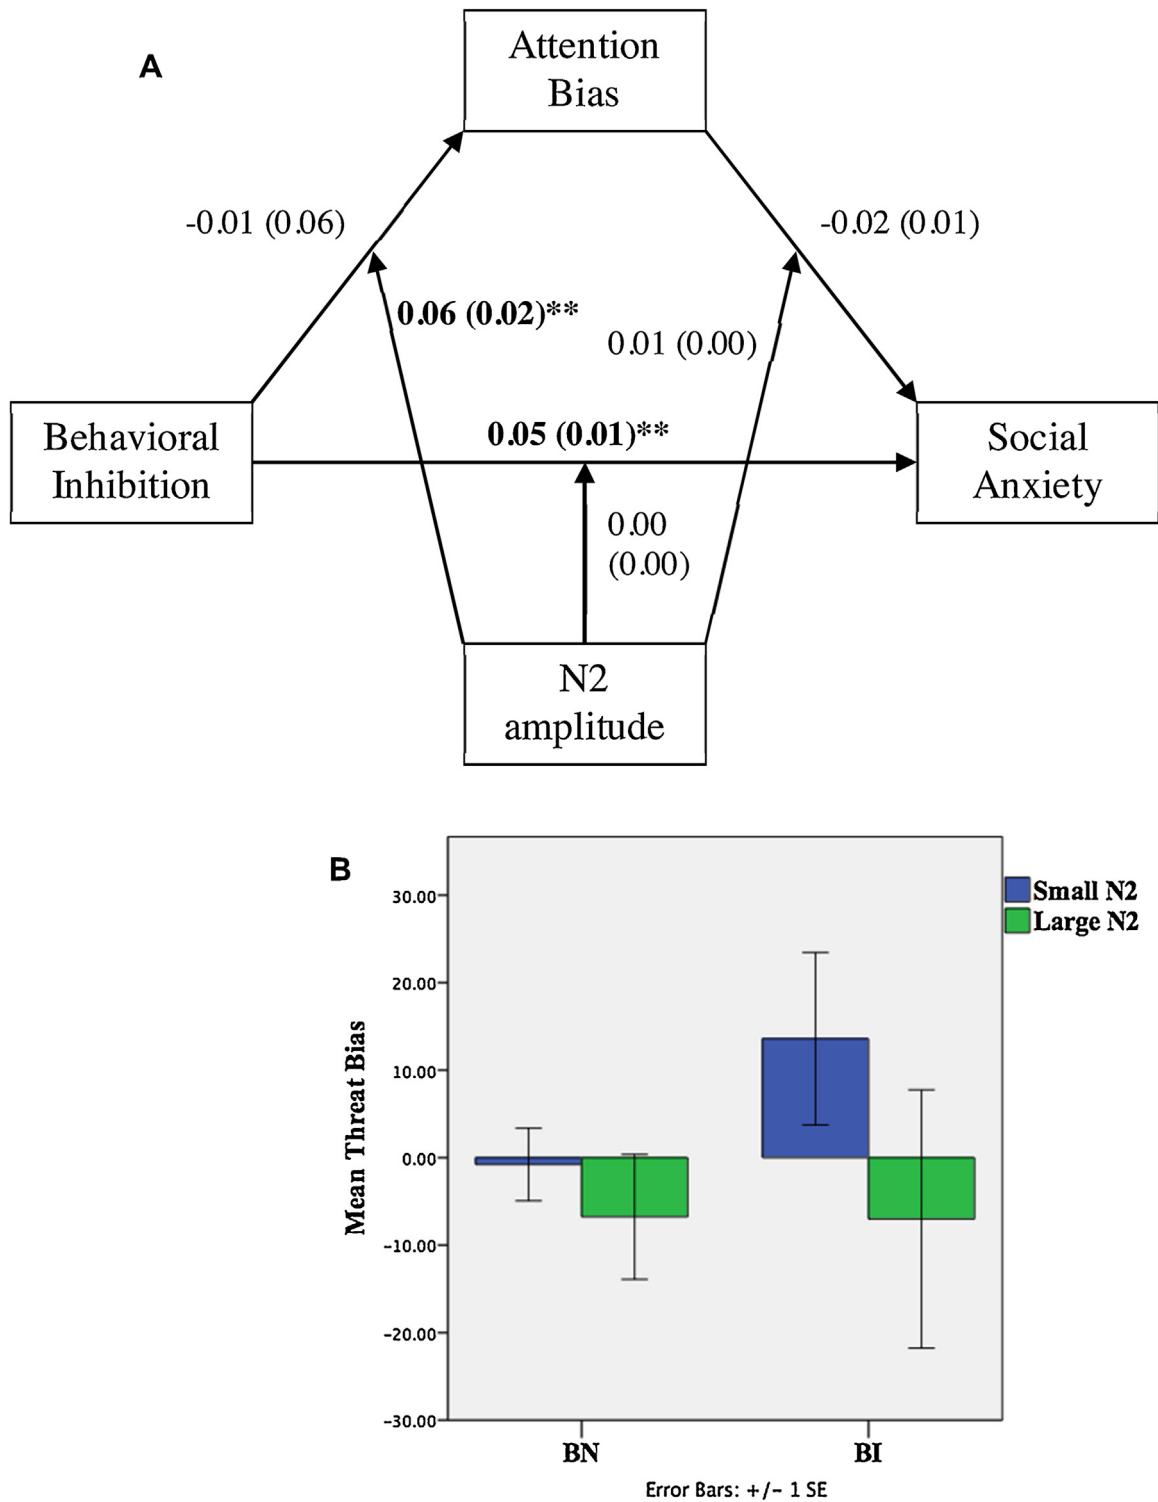 A
Attention
Bias
-0.01 (0.06)
-0.02 (0.01)
0.06 (0.02)**
0.01 (0.00)
Behavioral
Inhibition
0.05 (0.01)**
Social
Anxiety
0.00
(0.00)
N2
amplitude
B
Small N2
Large N2
Mean Threat Bias
30.00
20.00
10.00
0.00
-10.00
-20.00
-30.00
BN
BI
Error Bars: +/- 1 SE